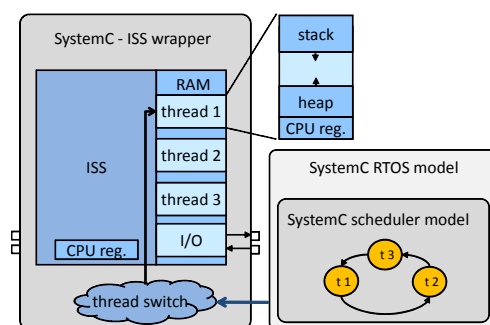 SystemC - ISS wrapper
RAM
thread 1
thread 2
thread 3
I/O
ISS
CPU reg.
thread switch
stack
heap
CPU reg.
SystemC RTOS model
SystemC scheduler model
t 3
t 1
t 2